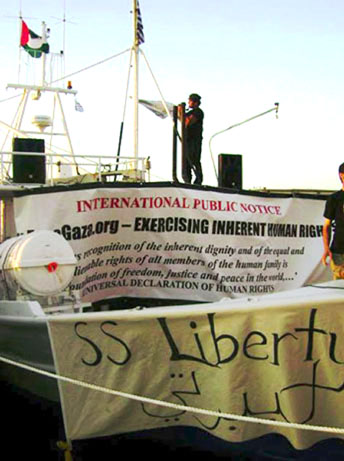 INTERNATIONAL PUBLIC NOTICE
Gaza.org – EXERCISING INHERENT HUMAN RIGH
recognition of the inherent dignity and of the equal and
lienable rights of all members of the human family is
ndation of freedom, justice and peace in the world,...”
UNIVERSAL DECLARATION OF HUMAN RIGHTS
SS Liberty